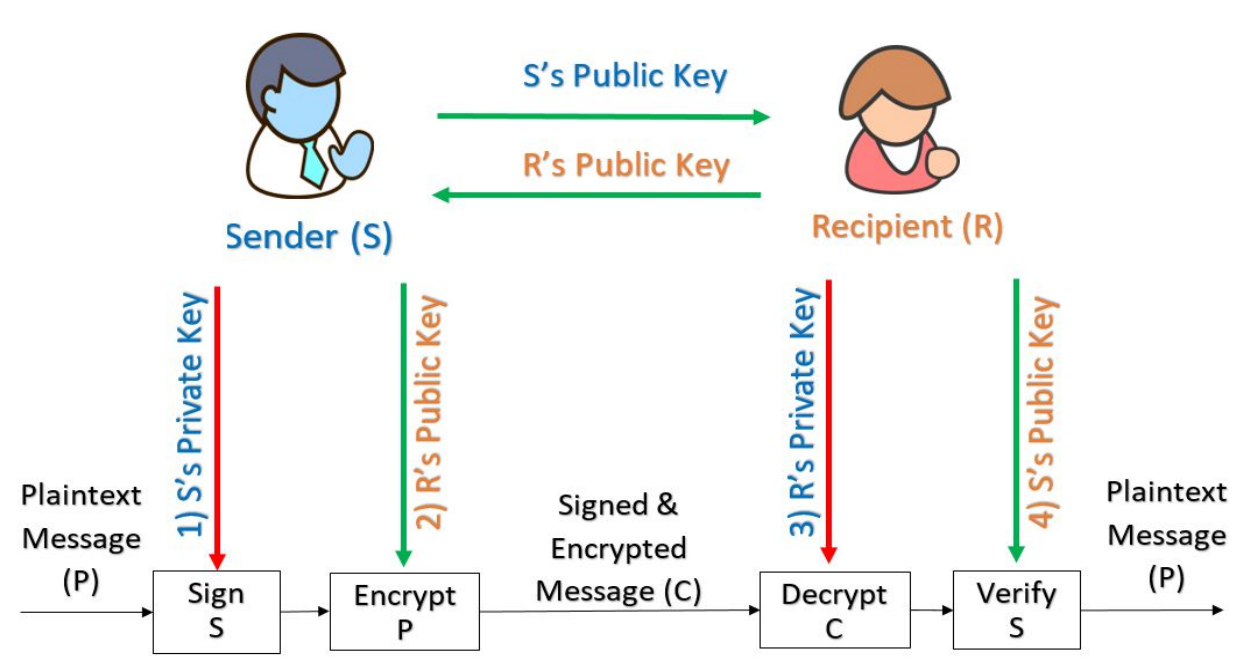 S's Public Key
R's Public Key
Sender (S)
Recipient (R)
1) S's Private Key
2) R's Public Key
3) R's Private Key
4) S's Public Key
Plaintext
Message
(P)
Signed &
Encrypted
Message (C)
Plaintext
Message
(P)
Sign
S
Encrypt
P
Decrypt
C
Verify
S